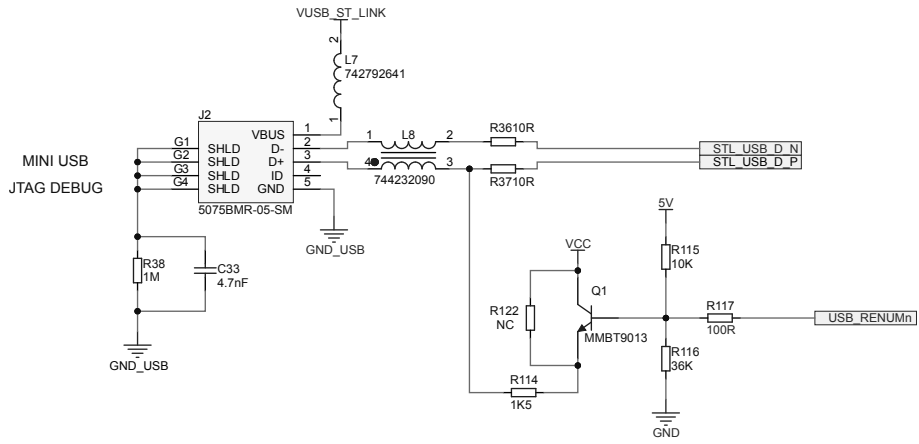 VUSB_ST_LINK
2
L7
742792641
1
J2
VBUS
1
G1
SHLD
D-
2
G2
SHLD
D+
3
G3
SHLD
ID
4
G4
SHLD
GND
5
5075BMR-05-SM
MINI USB
JTAG DEBUG
1
L8
2
4
3
744232090
R3610R
R3710R
STL_USB_D_N
STL_USB_D_P
GND_USB
R38
1M
C33
4.7nF
GND_USB
5V
R115
10K
VCC
Q1
R122
NC
MMBT9013
R117
100R
USB_RENUMn
R116
36K
R114
1K5
GND